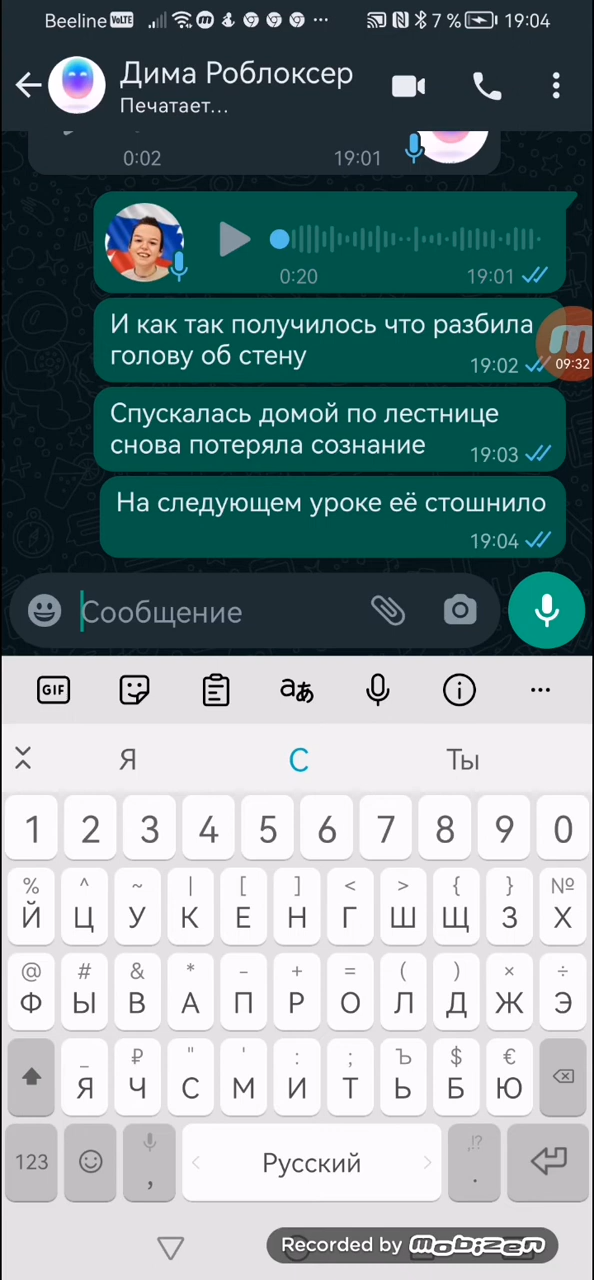 Beeline VoLTE 7 % 19:04
Дима Роблоксер
Печатает...
0:02 19:01
0:20 19:01
И как так получилось что разбила
голову об стену
19:02
09:32
Спускалась домой по лестнице
снова потеряла сознание
19:03
На следующем уроке её стошнило
19:04
Сообщение
GIF
Я С Ты
1 2 3 4 5 6 7 8 9 0
% ^ ~ | [ ] < > { } №
Й Ц У К Е Н Г Ш Щ З Х
@ # & * - + = ( ) × ÷
Ф Ы В А П Р О Л Д Ж Э
_ ₽ " ' : ; Ъ $ €
Я Ч С М И Т Ь Б Ю
123 , Русский ,!? .
Recorded by mobizen